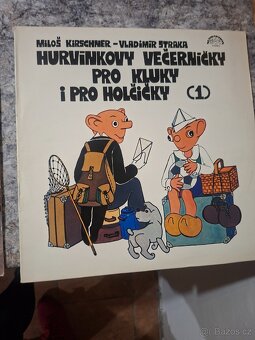 MILOŠ KIRSCHNER – VLADIMÍR STRAKA
HURVÍNKOVY VEČERNÍČKY
PRO KLUKY
I PRO HOLČIČKY (1)
Bazos.cz